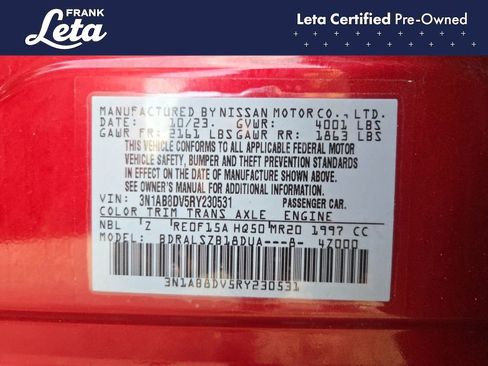 FRANK
Leta
Leta Certified Pre-Owned
MANUFACTURED BY NISSAN MOTOR CO., LTD.
DATE: 10/23. GVWR: 4001 LBS
GAWR FR: 2161 LBS GAWR RR: 1863 LBS
THIS VEHICLE CONFORMS TO ALL APPLICABLE FEDERAL MOTOR
VEHICLE SAFETY, BUMPER AND THEFT PREVENTION STANDARDS
IN EFFECT ON THE DATE OF MANUFACTURE SHOWN ABOVE.
SEE OWNER'S MANUAL FOR ADDITIONAL INFORMATION.
VIN: 3N1AB8DV5RY230531 PASSENGER CAR.
COLOR TRIM TRANS AXLE ENGINE
NBL Z RE0F15A HQ50 MR20 1997 CC
MODEL: BDRALSZB18DUA---B- 4Z000
3N1AB8DV5RY230531